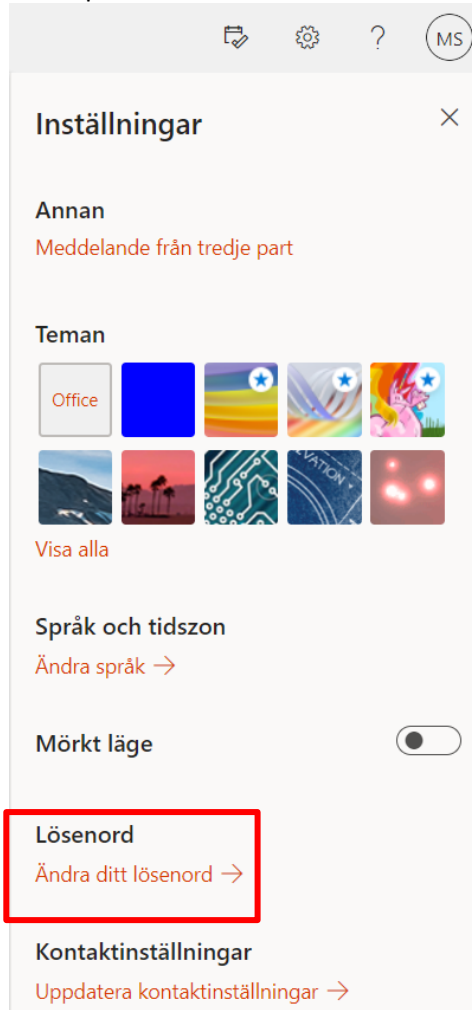 MS
Inställningar
Annan
Meddelande från tredje part
Teman
Office
Visa alla
Språk och tidszon
Ändra språk →
Mörkt läge
Lösenord
Ändra ditt lösenord →
Kontaktinställningar
Uppdatera kontaktinställningar →